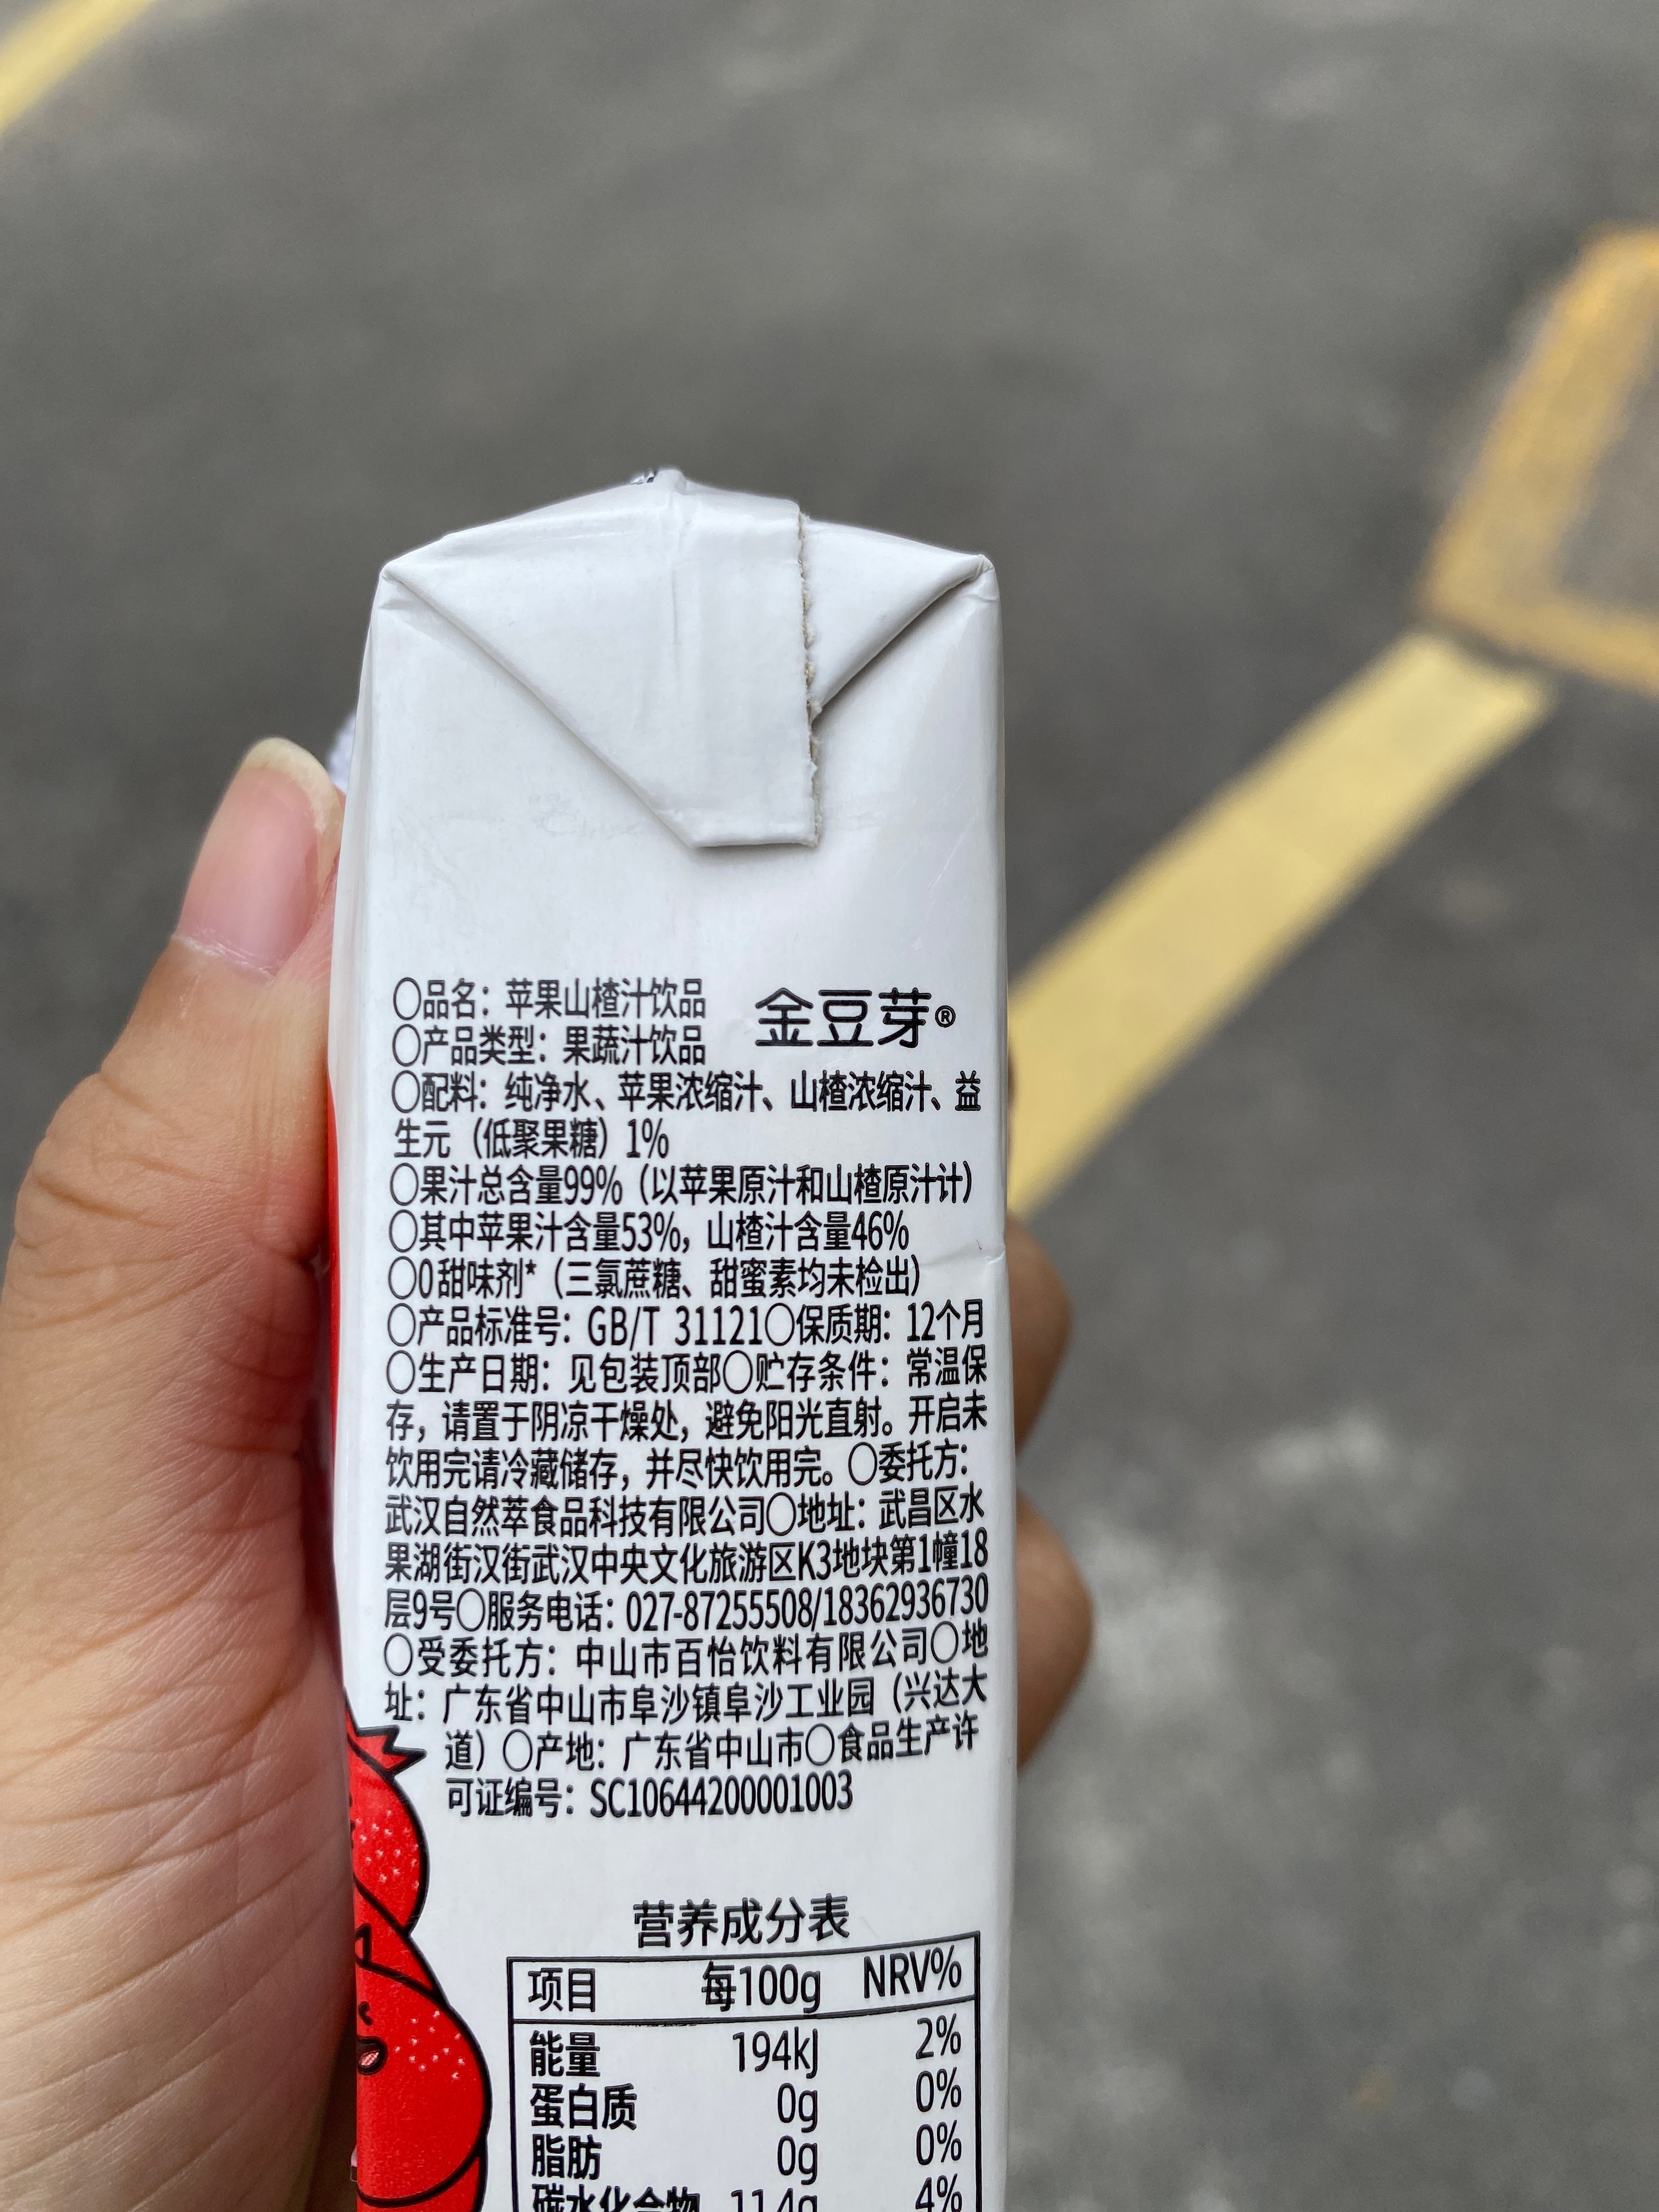 〇品名：苹果山楂汁饮品
金豆芽®
〇产品类型：果蔬汁饮品
〇配料：纯净水、苹果浓缩汁、山楂浓缩汁、益
生元（低聚果糖）1%
〇果汁总含量99%（以苹果原汁和山楂原汁计）
〇其中苹果汁含量53%，山楂汁含量46%
〇0甜味剂*（三氯蔗糖、甜蜜素均未检出）
〇产品标准号：GB/T 31121〇保质期：12个月
〇生产日期：见包装顶部〇贮存条件：常温保
存，请置于阴凉干燥处，避免阳光直射。开启未
饮用完请冷藏储存，并尽快饮用完。〇委托方：
武汉自然萃食品科技有限公司〇地址：武昌区水
果湖街汉街武汉中央文化旅游区K3地块第1幢18
层9号〇服务电话：027-87255508/18362936730
〇受委托方：中山市百怡饮料有限公司〇地
址：广东省中山市阜沙镇阜沙工业园（兴达大
道）〇产地：广东省中山市〇食品生产许
可证编号：SC10644200001003
营养成分表
项目 每100g NRV%
能量 194kJ 2%
蛋白质 0g 0%
脂肪 0g 0%
碳水化合物 11.4g 4%